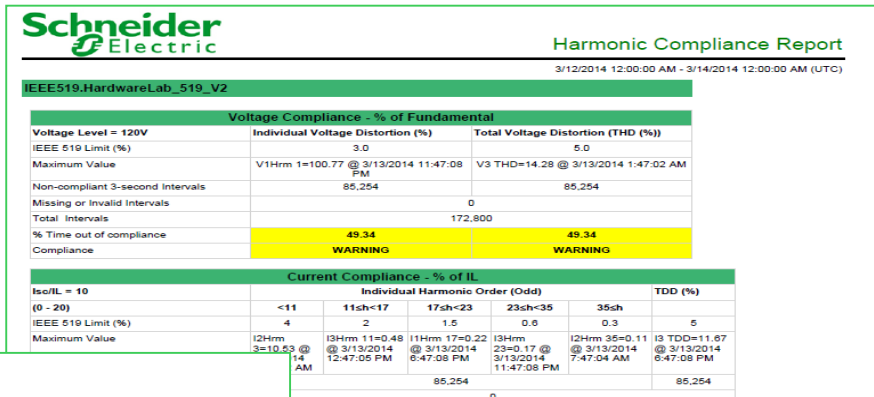 Schneider
Electric
Harmonic Compliance Report
3/12/2014 12:00:00 AM - 3/14/2014 12:00:00 AM (UTC)
IEEE519.HardwareLab_519_V2
Voltage Compliance - % of Fundamental
Voltage Level = 120V Individual Voltage Distortion (%) Total Voltage Distortion (THD (%))
IEEE 519 Limit (%) 3.0 5.0
Maximum Value V1Hrm 1=100.77 @ 3/13/2014 11:47:08 V3 THD=14.28 @ 3/13/2014 1:47:02 AM
PM
Non-compliant 3-second Intervals 85,254 85,254
Missing or Invalid Intervals 0
Total Intervals 172,800
% Time out of compliance 49.34 49.34
Compliance WARNING WARNING
Current Compliance - % of IL
Isc/IL = 10 Individual Harmonic Order (Odd) TDD (%)
(0 - 20) <11 11≤h<17 17≤h<23 23≤h<35 35≤h
IEEE 519 Limit (%) 4 2 1.5 0.6 0.3 5
Maximum Value I2Hrm I3Hrm 11=0.48 I1Hrm 17=0.22 I3Hrm I2Hrm 35=0.11 I3 TDD=11.67
3=10.53 @ @ 3/13/2014 @ 3/13/2014 23=0.17 @ @ 3/13/2014 @ 3/13/2014
14 12:47:05 PM 6:47:08 PM 3/13/2014 7:47:04 AM 6:47:08 PM
AM 11:47:08 PM
85,254 85,254